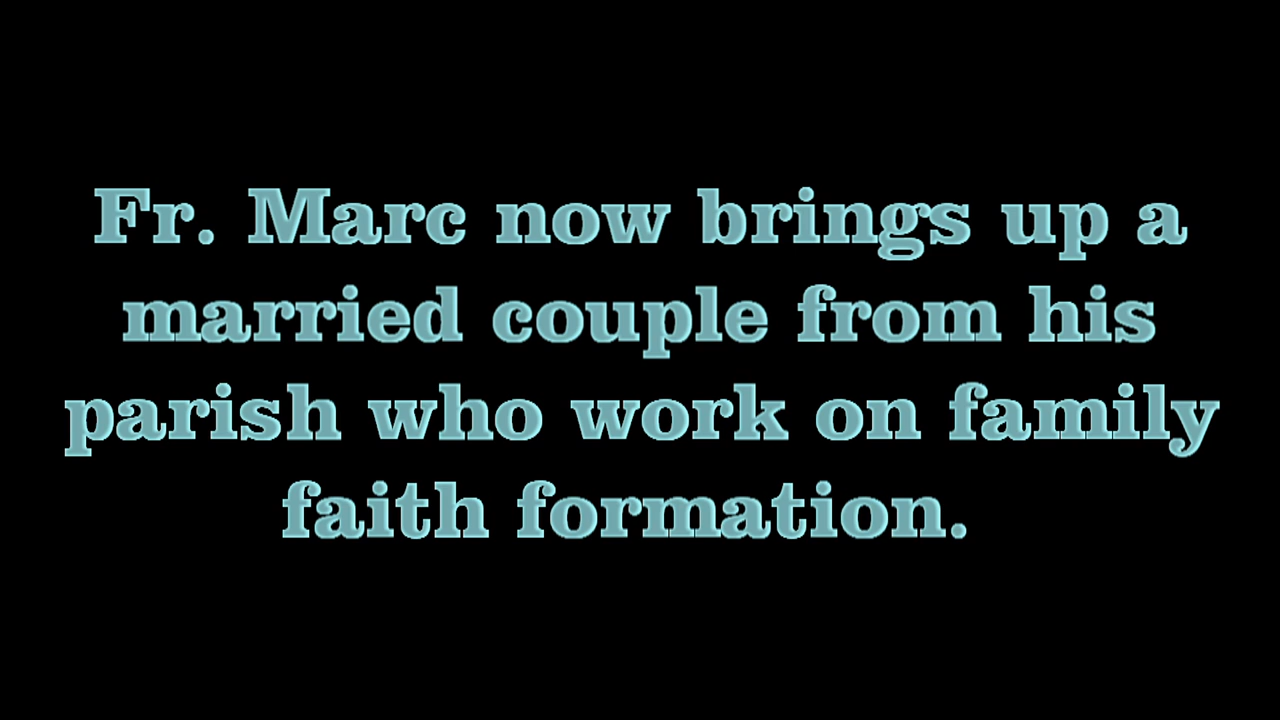 Fr. Marc now brings up a
married couple from his
parish who work on family
faith formation.